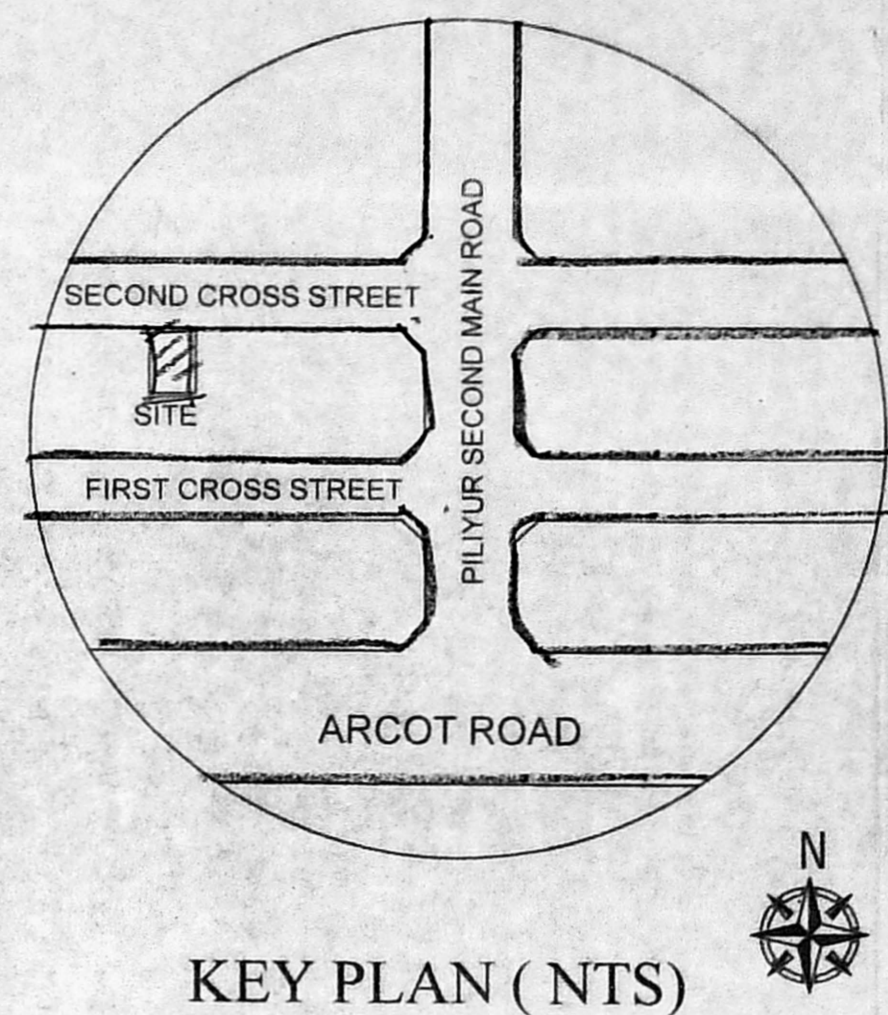 PILIYUR SECOND MAIN ROAD
SECOND CROSS STREET
SITE
FIRST CROSS STREET
ARCOT ROAD
N
KEY PLAN ( NTS)